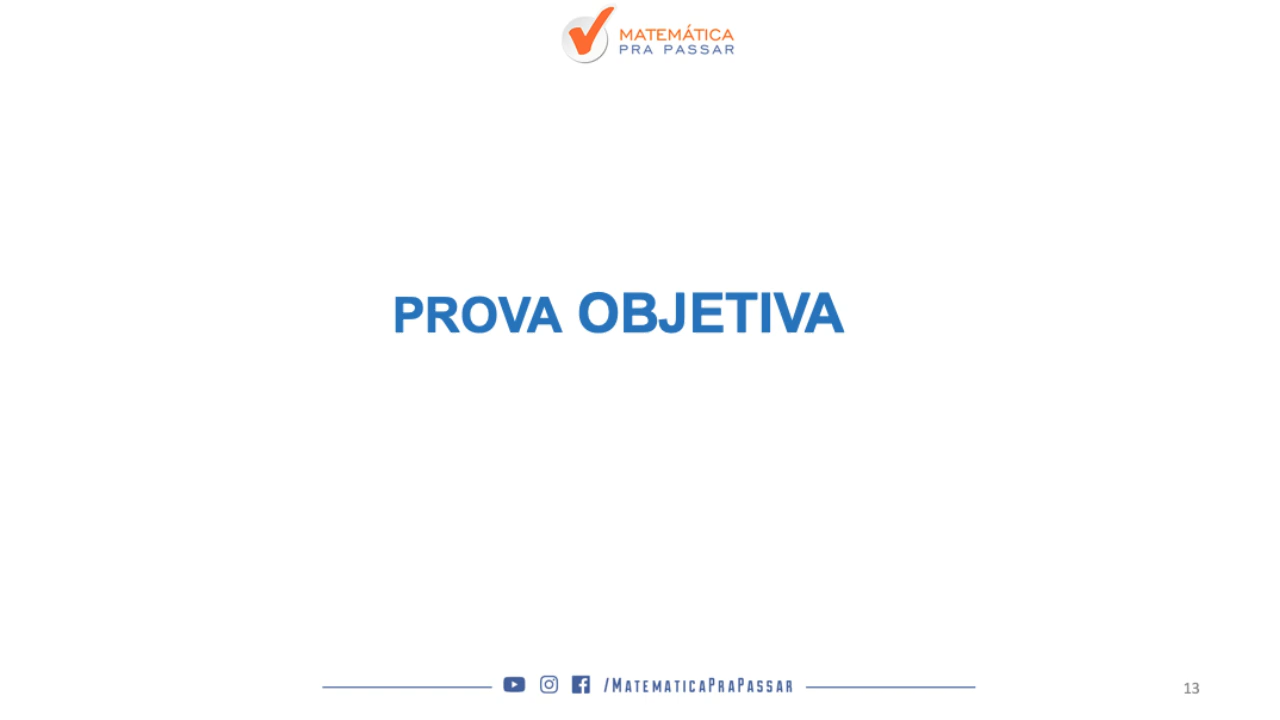 MATEMÁTICA
PRA PASSAR
PROVA OBJETIVA
/MATEMATICAPRAPASSAR
13